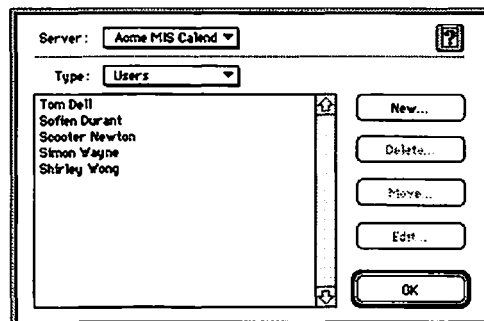 Server: Acme MIS Calend
?
Type: Users
Tom Dell
Sofien Durant
Scooter Newton
Simon Wayne
Shirley Wong
New...
Delete...
Move...
Edit...
OK